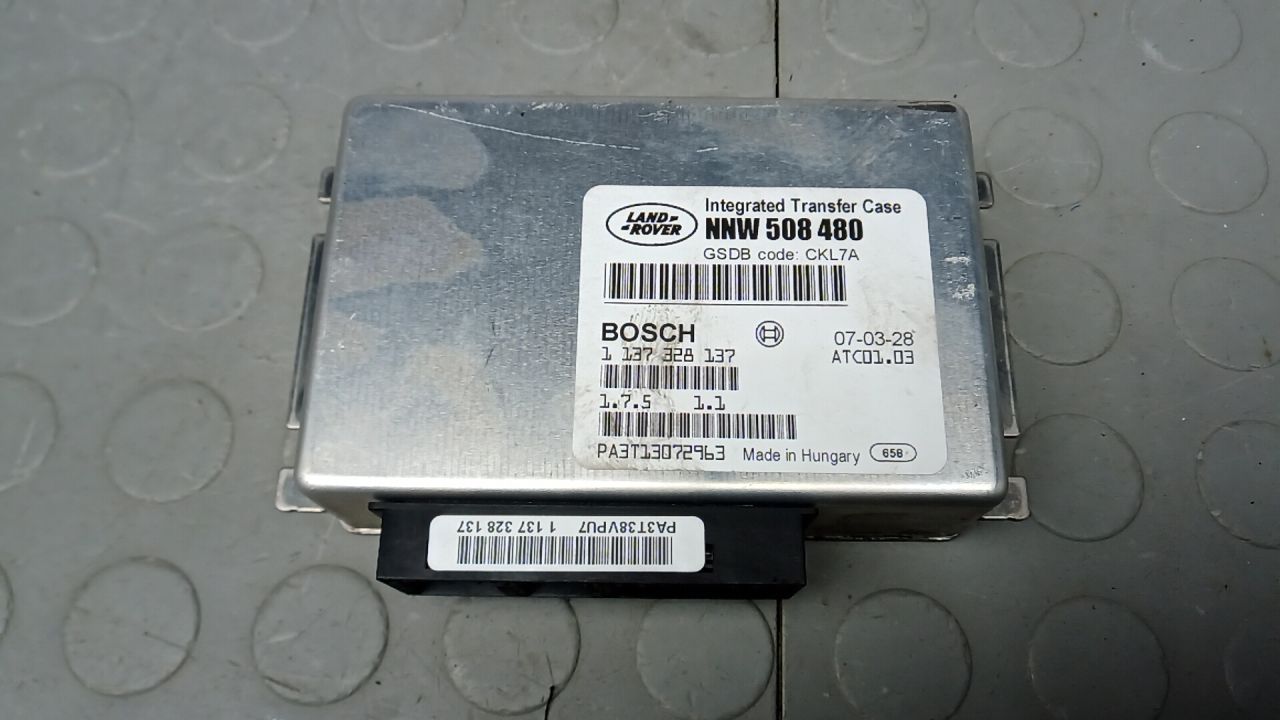 LAND-
-ROVER
Integrated Transfer Case
NNW 508 480
GSDB code: CKL7A
BOSCH
07-03-28
1 137 328 137
ATC01.03
1.7.5 1.1
PA3T13072963 Made in Hungary 658
PA3T38VPU7 1 137 328 137